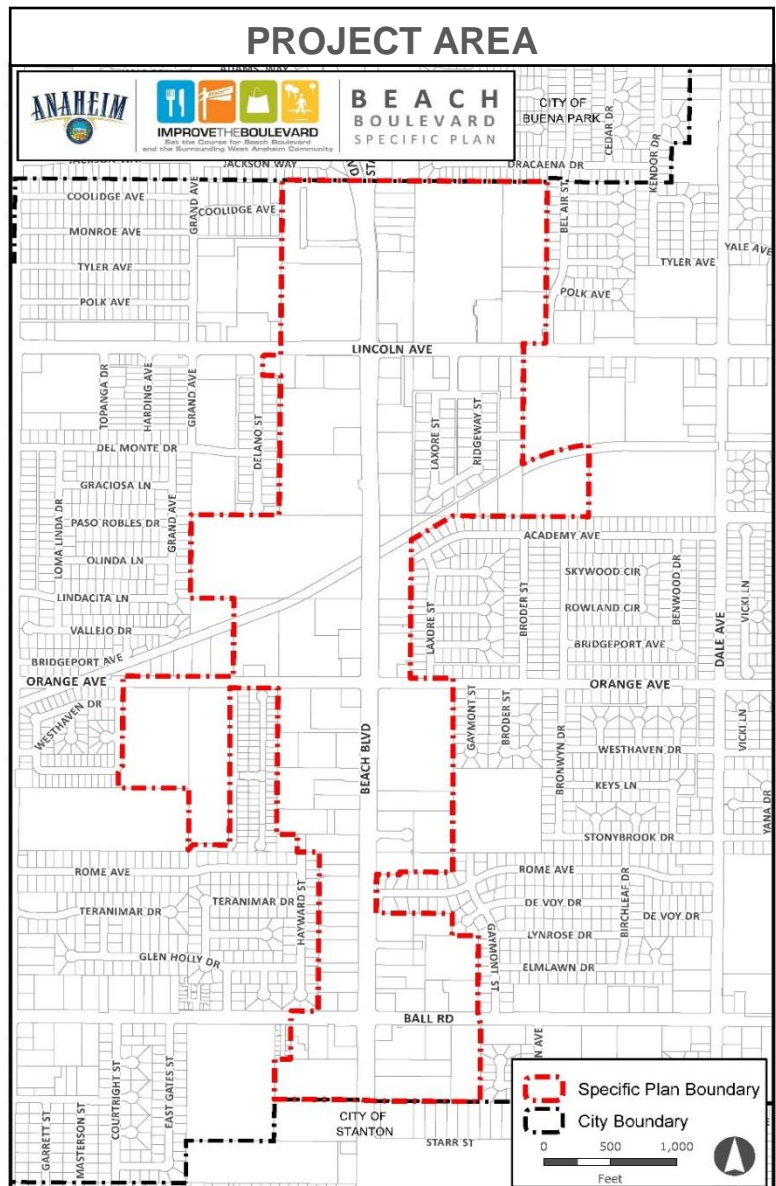 PROJECT AREA
ADAMS WAY
ANAHEIM
BEACH
IMPROVETHEBOULEVARD
Set the Course for Beach Boulevard
and the Surrounding West Anaheim Community
BEACH
BOULEVARD
SPECIFIC PLAN
CITY OF
BUENA PARK
CEDAR DR
KENDOR DR
JACKSON WAY
JACKSON WAY
VD
STA
DRACAENA DR
COOLIDGE AVE
GRAND AVE
COOLIDGE AVE
BEL AIR ST
MONROE AVE
YALE AVE
TYLER AVE
TYLER AVE
POLK AVE
POLK AVE
LINCOLN AVE
TOPANGA DR
HARDING AVE
GRAND AVE
DELANO ST
LAXORE ST
RIDGEWAY ST
DEL MONTE DR
GRACIOSA LN
LOMA LINDA DR
PASO ROBLES DR
GRAND AVE
ACADEMY AVE
OLINDA LN
SKYWOOD CIR
BENWOOD DR
LINDACITA LN
LAXORE ST
BRODER ST
ROWLAND CIR
VICKI LN
VALLEJO DR
BRIDGEPORT AVE
DALE AVE
BRIDGEPORT AVE
ORANGE AVE
ORANGE AVE
WESTHAVEN DR
BEACH BLVD
GAYMONT ST
BRODER ST
BRONWYN DR
WESTHAVEN DR
VICKI LN
KEYS LN
YANA DR
STONYBROOK DR
ROME AVE
ROME AVE
TERANIMAR DR
TERANIMAR DR
HAYWARD ST
DE VOY DR
BIRCHLEAF DR
DE VOY DR
GLEN HOLLY DR
GAYMONT ST
LYNROSE DR
ELMLAWN DR
BALL RD
N AVE
GARRETT ST
MASTERSON ST
COURTRIGHT ST
EAST GATES ST
CITY OF
STANTON
STARR ST
Specific Plan Boundary
City Boundary
0 500 1,000
Feet